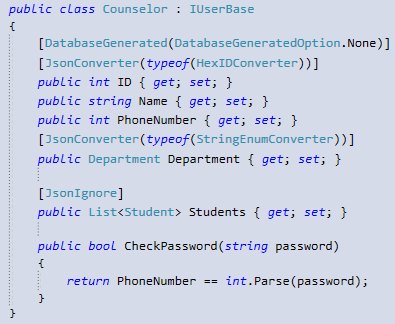 public class Counselor : IUserBase
{
[DatabaseGenerated(DatabaseGeneratedOption.None)]
[JsonConverter(typeof(HexIDConverter))]
public int ID { get; set; }
public string Name { get; set; }
public int PhoneNumber { get; set; }
[JsonConverter(typeof(StringEnumConverter))]
public Department Department { get; set; }
[JsonIgnore]
public List<Student> Students { get; set; }
public bool CheckPassword(string password)
{
return PhoneNumber == int.Parse(password);
}
}